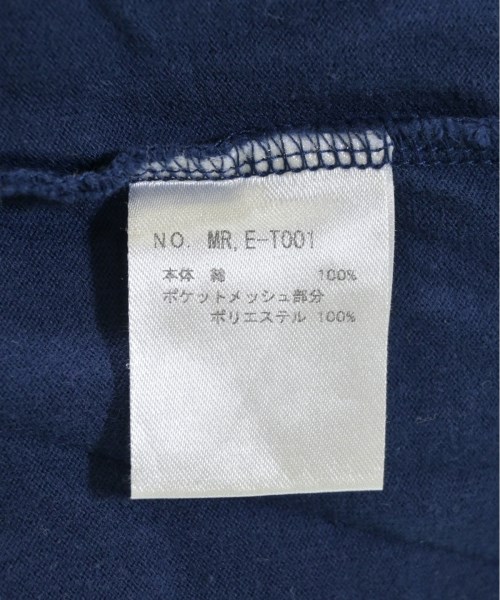 NO. MR,E-T001
本体 綿 100%
ポケットメッシュ部分
ポリエステル 100%